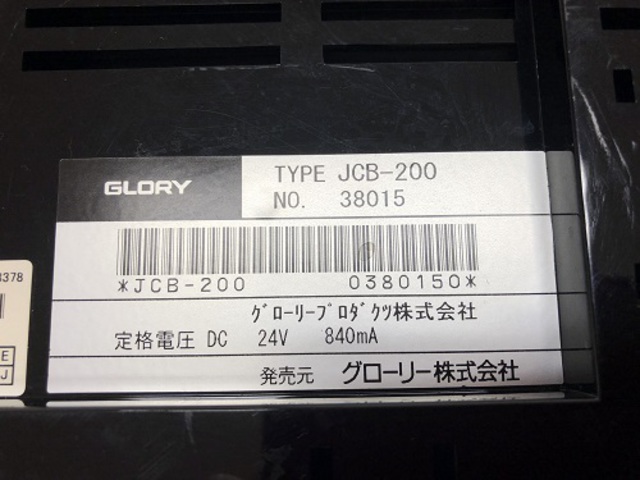 GLORY
TYPE JCB-200
NO. 38015
*JCB-200 0380150*
グローリープロダクツ株式会社
定格電圧 DC 24V 840mA
発売元 グローリー株式会社
378
E
J